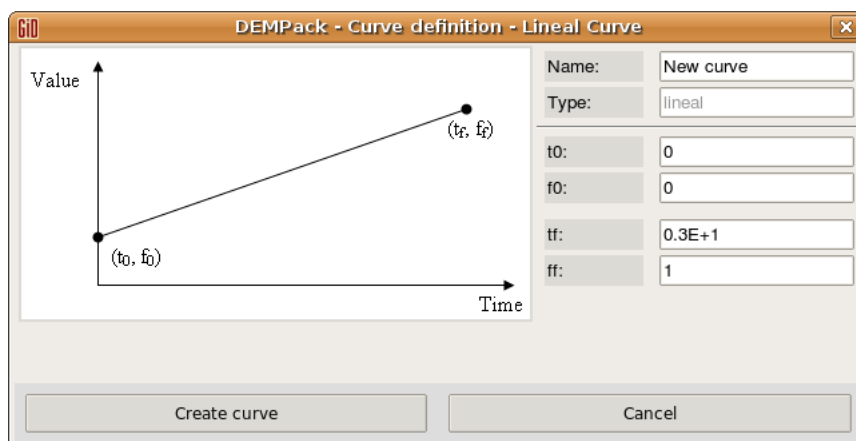 GiD
DEMPack - Curve definition - Lineal Curve
Value
(tf, ff)
(t0, f0)
Time
Name: New curve
Type: lineal
t0: 0
f0: 0
tf: 0.3E+1
ff: 1
Create curve
Cancel